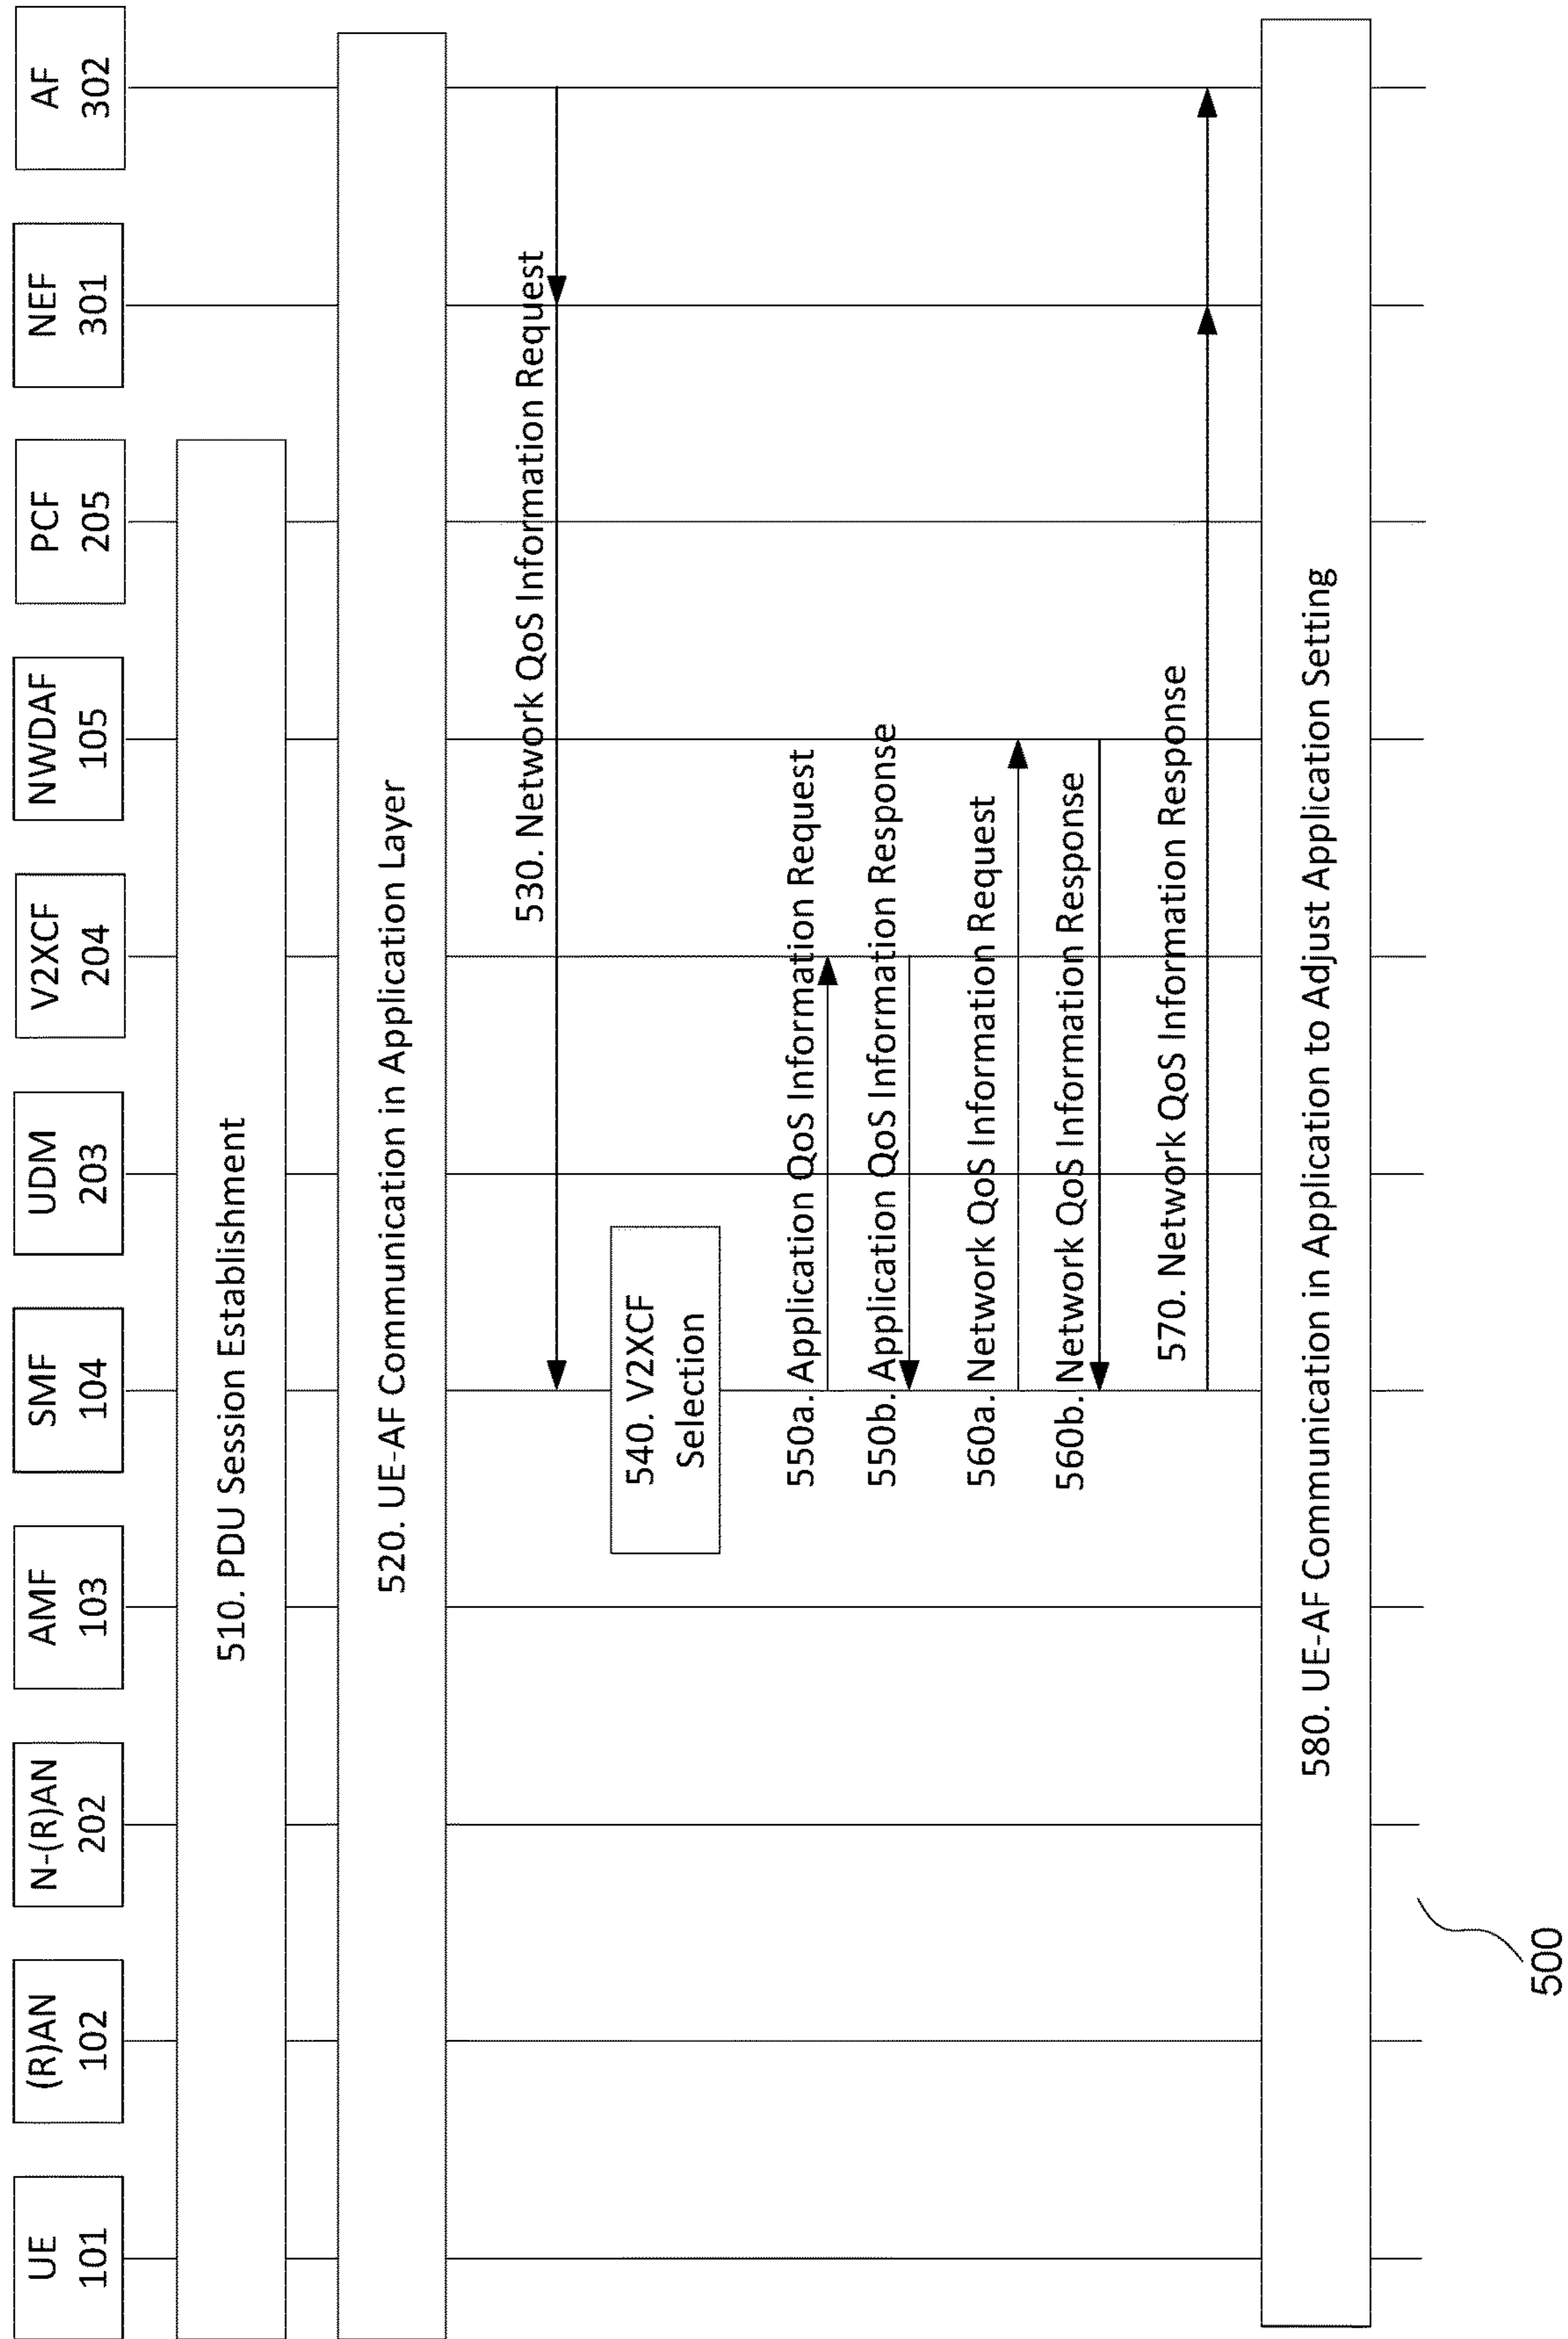 UE
101
(R)AN
102
N-(R)AN
202
AMF
103
SMF
104
UDM
203
V2XCF
204
NWDAF
105
PCF
205
NEF
301
AF
302
510. PDU Session Establishment
520. UE-AF Communication in Application Layer
530. Network QoS Information Request
540. V2XCF
Selection
550a. Application QoS Information Request
550b. Application QoS Information Response
560a. Network QoS Information Request
560b. Network QoS Information Response
570. Network QoS Information Response
580. UE-AF Communication in Application to Adjust Application Setting
500